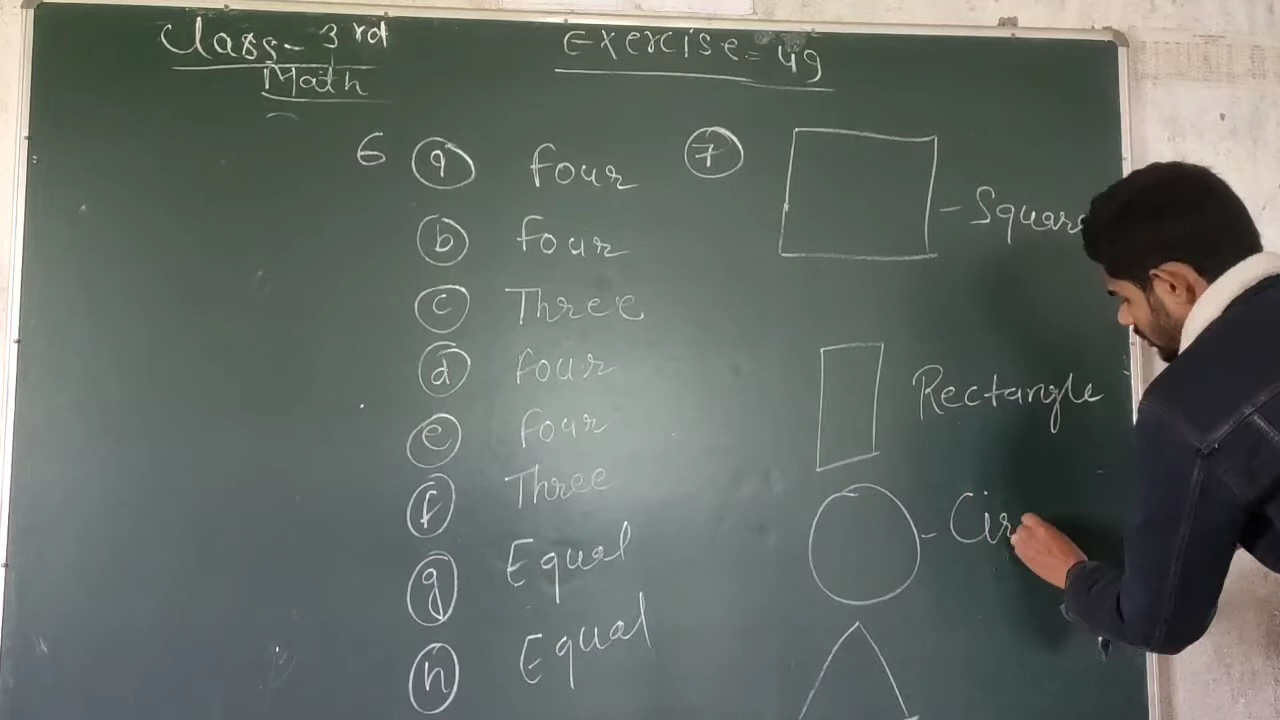 Class- 3rd
Math
Exercise = 49
6 a four
b four
c Three
d four
e four
f Three
g Equal
h Equal
7
- Square
Rectangle
- Cir